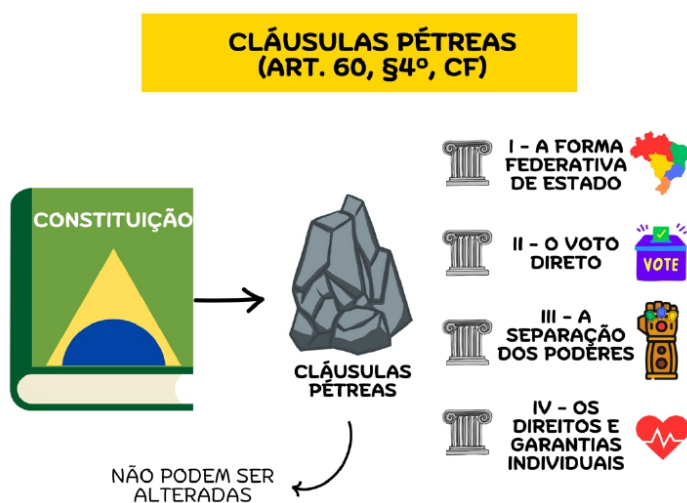 CLÁUSULAS PÉTREAS
(ART. 60, §4º, CF)
CONSTITUIÇÃO
CLÁUSULAS
PÉTREAS
NÃO PODEM SER
ALTERADAS
I - A FORMA
FEDERATIVA
DE ESTADO
II - O VOTO
DIRETO
VOTE
III - A
SEPARAÇÃO
DOS PODERES
IV - OS
DIREITOS E
GARANTIAS
INDIVIDUAIS